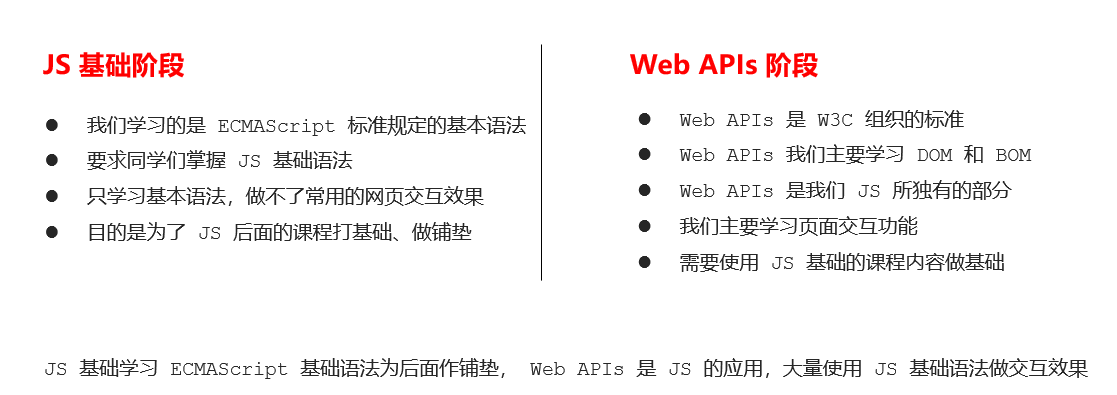 JS 基础阶段
● 我们学习的是 ECMAScript 标准规定的基本语法
● 要求同学们掌握 JS 基础语法
● 只学习基本语法，做不了常用的网页交互效果
● 目的是为了 JS 后面的课程打基础、做铺垫
Web APIs 阶段
● Web APIs 是 W3C 组织的标准
● Web APIs 我们主要学习 DOM 和 BOM
● Web APIs 是我们 JS 所独有的部分
● 我们主要学习页面交互功能
● 需要使用 JS 基础的课程内容做基础
JS 基础学习 ECMAScript 基础语法为后面作铺垫， Web APIs 是 JS 的应用，大量使用 JS 基础语法做交互效果